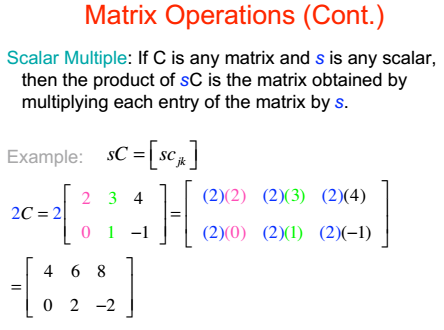 Matrix Operations (Cont.)
Scalar Multiple: If C is any matrix and s is any scalar,
then the product of sC is the matrix obtained by
multiplying each entry of the matrix by s.
Example: sC = [sc_jk]
2C = 2 [ 2 3 4 ; 0 1 −1 ] = [ (2)(2) (2)(3) (2)(4) ; (2)(0) (2)(1) (2)(−1) ]
= [ 4 6 8 ; 0 2 −2 ]